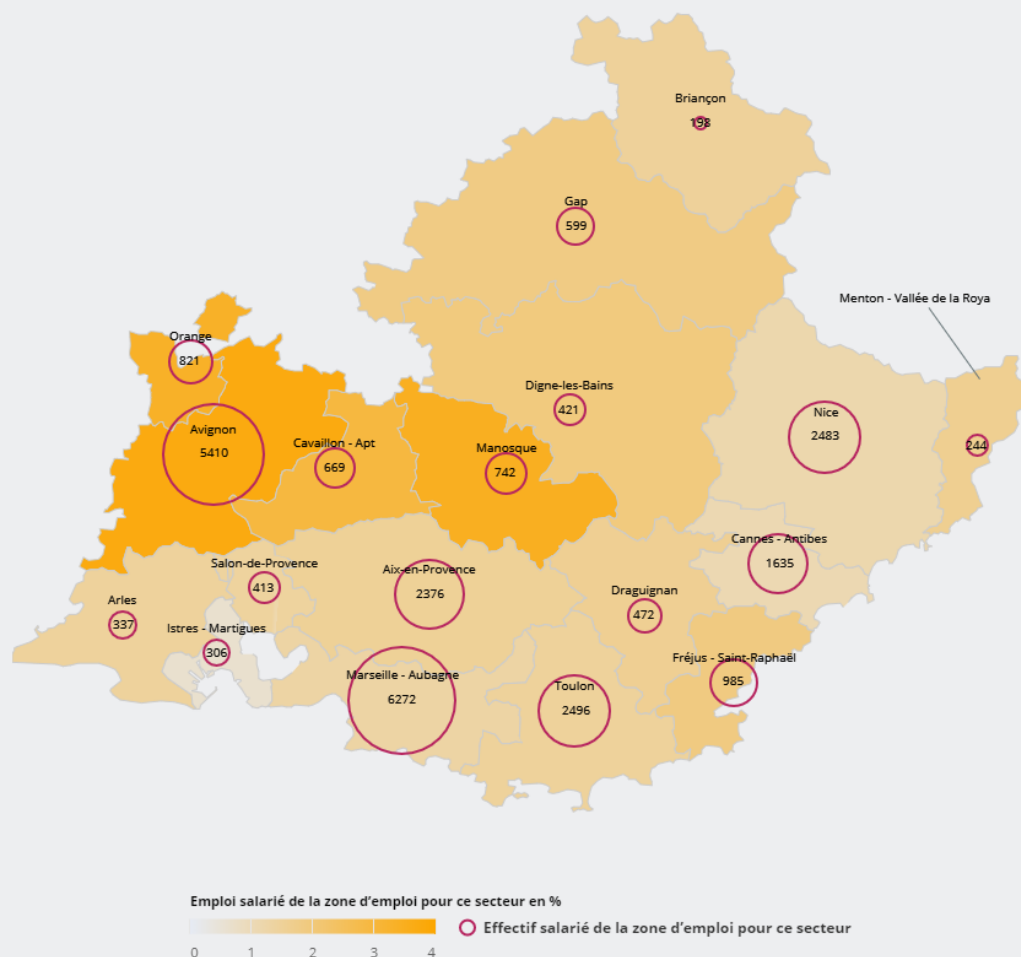 Briançon
198
Gap
599
Menton - Vallée de la Roya
Orange
821
Digne-les-Bains
421
Nice
2483
Avignon
5410
Cavaillon - Apt
669
Manosque
742
244
Cannes - Antibes
1635
Salon-de-Provence
413
Aix-en-Provence
2376
Draguignan
472
Arles
337
Istres - Martigues
306
Fréjus - Saint-Raphaël
985
Marseille - Aubagne
6272
Toulon
2496
Emploi salarié de la zone d’emploi pour ce secteur en %
Effectif salarié de la zone d’emploi pour ce secteur
0 1 2 3 4